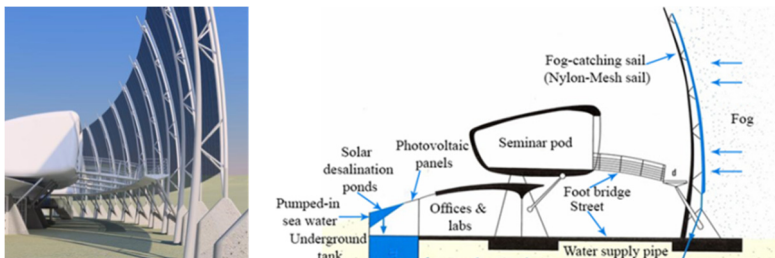 Fog-catching sail
(Nylon-Mesh sail)
Fog
Seminar pod
Photovoltaic
panels
Solar
desalination
ponds
d
Foot bridge
Street
Pumped-in
sea water
Offices &
labs
Underground
tank
Water supply pipe